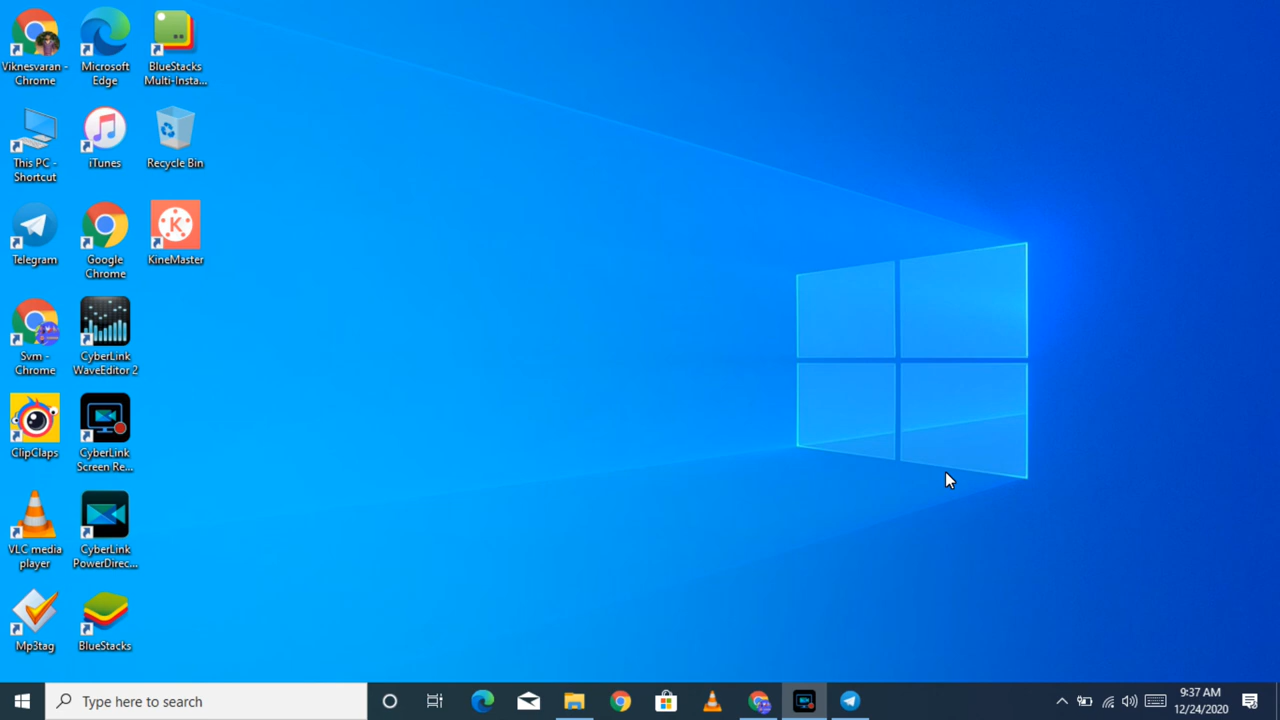 Viknesvaran -
Chrome
Microsoft
Edge
BlueStacks
Multi-Insta...
This PC -
Shortcut
iTunes
Recycle Bin
Telegram
Google
Chrome
KineMaster
Svm -
Chrome
CyberLink
WaveEditor 2
ClipClaps
CyberLink
Screen Re...
VLC media
player
CyberLink
PowerDirec...
Mp3tag
BlueStacks
Type here to search
9:37 AM
12/24/2020